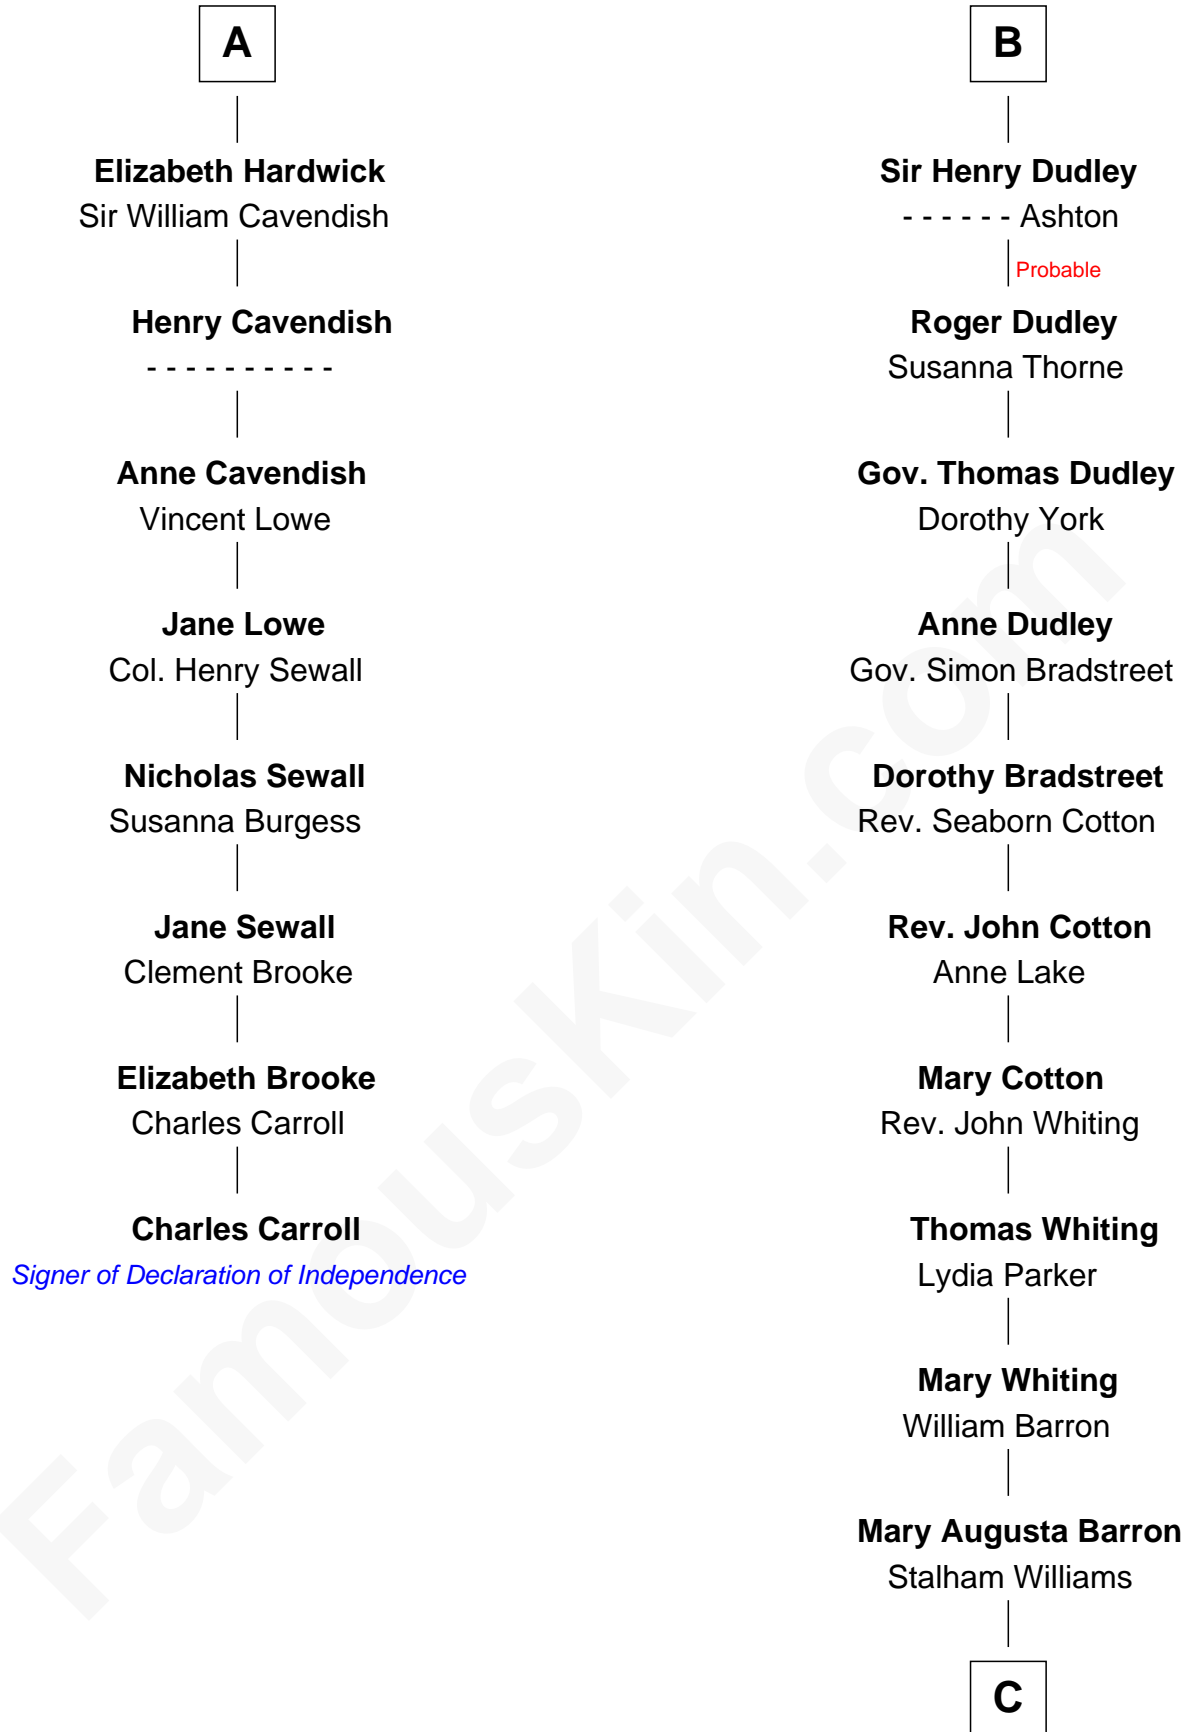 A
Elizabeth Hardwick
Sir William Cavendish
Henry Cavendish
- - - - - - - - - -
Anne Cavendish
Vincent Lowe
Jane Lowe
Col. Henry Sewall
Nicholas Sewall
Susanna Burgess
Jane Sewall
Clement Brooke
Elizabeth Brooke
Charles Carroll
Charles Carroll
Signer of Declaration of Independence
B
Sir Henry Dudley
- - - - - - Ashton
Probable
Roger Dudley
Susanna Thorne
Gov. Thomas Dudley
Dorothy York
Anne Dudley
Gov. Simon Bradstreet
Dorothy Bradstreet
Rev. Seaborn Cotton
Rev. John Cotton
Anne Lake
Mary Cotton
Rev. John Whiting
Thomas Whiting
Lydia Parker
Mary Whiting
William Barron
Mary Augusta Barron
Stalham Williams
C
FamousKin.com